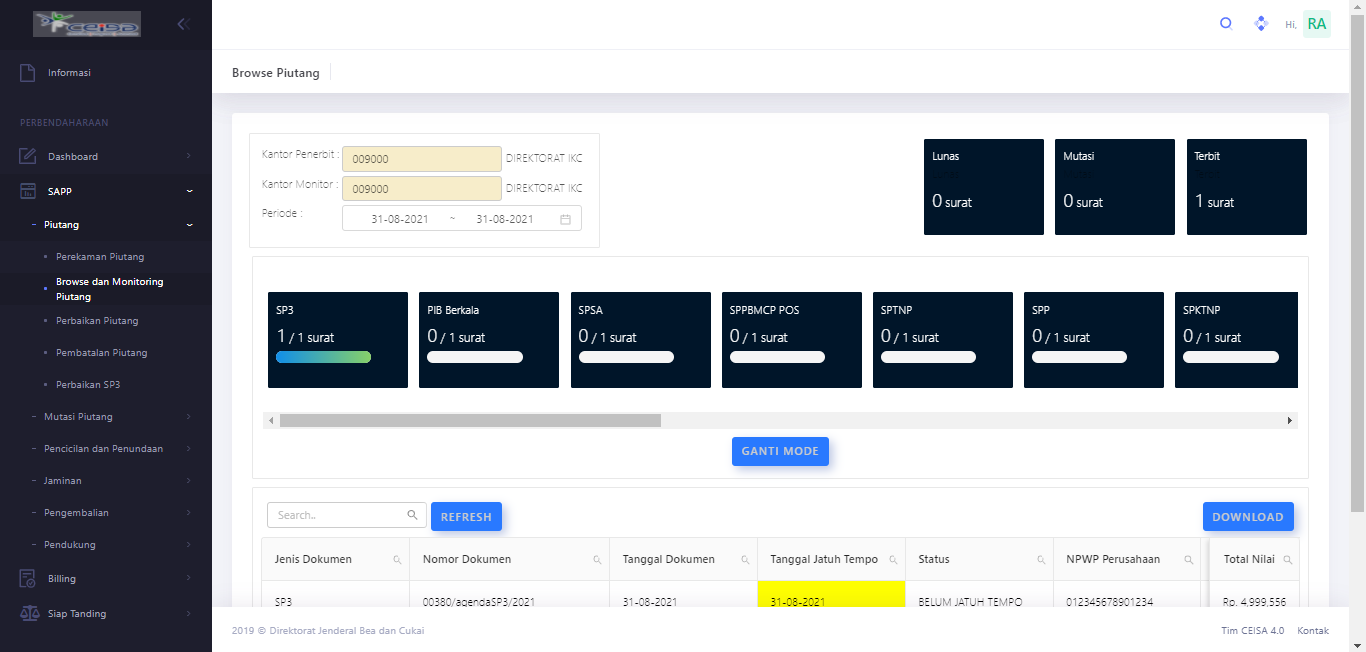 CEISA
Informasi
PERBENDAHARAAN
Dashboard
SAPP
Piutang
Perekaman Piutang
Browse dan Monitoring
Piutang
Perbaikan Piutang
Pembatalan Piutang
Perbaikan SP3
Mutasi Piutang
Pencicilan dan Penundaan
Jaminan
Pengembalian
Pendukung
Billing
Siap Tanding
Hi, RA
Browse Piutang
Kantor Penerbit : 009000 DIREKTORAT IKC
Kantor Monitor : 009000 DIREKTORAT IKC
Periode : 31-08-2021 ~ 31-08-2021
Lunas
0 surat
Mutasi
0 surat
Terbit
1 surat
SP3
1 / 1 surat
PIB Berkala
0 / 1 surat
SPSA
0 / 1 surat
SPPBMCP POS
0 / 1 surat
SPTNP
0 / 1 surat
SPP
0 / 1 surat
SPKTNP
0 / 1 surat
GANTI MODE
Search.. REFRESH DOWNLOAD
Jenis Dokumen Nomor Dokumen Tanggal Dokumen Tanggal Jatuh Tempo Status NPWP Perusahaan Total Nilai
SP3 00380/agendaSP3/2021 31-08-2021 31-08-2021 BELUM JATUH TEMPO 012345678901234 Rp. 4,999,556
2019 © Direktorat Jenderal Bea dan Cukai Tim CEISA 4.0 Kontak